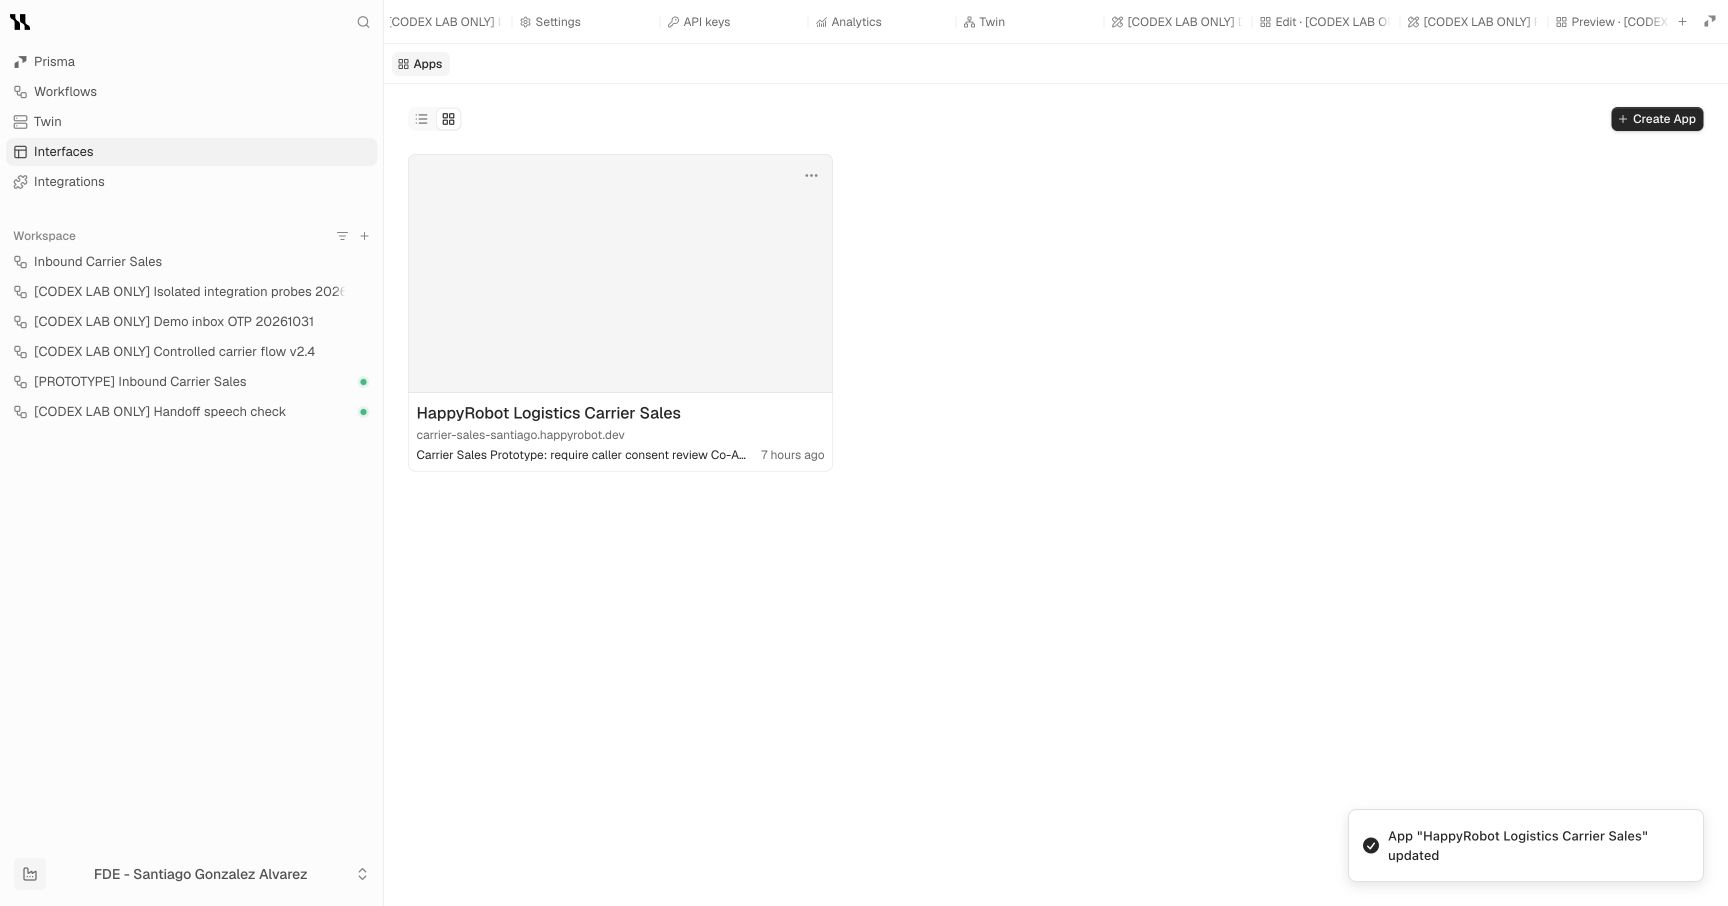 [CODEX LAB ONLY]
Settings
API keys
Analytics
Twin
[CODEX LAB ONLY]
Edit · [CODEX LAB O
[CODEX LAB ONLY]
Preview · [CODEX
Prisma
Workflows
Twin
Interfaces
Integrations
Workspace
Inbound Carrier Sales
[CODEX LAB ONLY] Isolated integration probes 2026
[CODEX LAB ONLY] Demo inbox OTP 20261031
[CODEX LAB ONLY] Controlled carrier flow v2.4
[PROTOTYPE] Inbound Carrier Sales
[CODEX LAB ONLY] Handoff speech check
FDE - Santiago Gonzalez Alvarez
Apps
Create App
HappyRobot Logistics Carrier Sales
carrier-sales-santiago.happyrobot.dev
Carrier Sales Prototype: require caller consent review Co-A... 7 hours ago
App "HappyRobot Logistics Carrier Sales"
updated